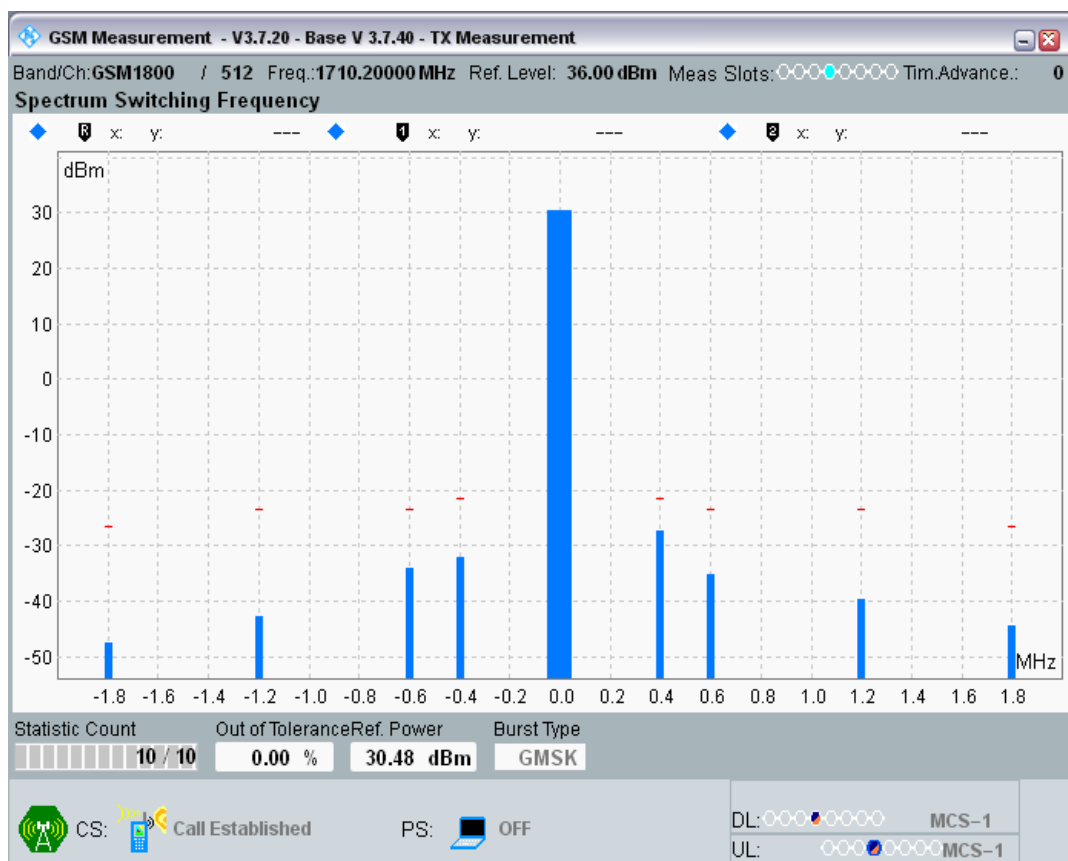 GSM Measurement - V3.7.20 - Base V 3.7.40 - TX Measurement
Band/Ch:GSM1800 / 512 Freq.:1710.20000MHz Ref. Level: 36.00 dBm Meas Slots: Tim.Advance.: 0
Spectrum Switching Frequency
R x: y: --- 1 x: y: --- 2 x: y: ---
dBm
30
20
10
0
-10
-20
-30
-40
-50
MHz
-1.8 -1.6 -1.4 -1.2 -1.0 -0.8 -0.6 -0.4 -0.2 0.0 0.2 0.4 0.6 0.8 1.0 1.2 1.4 1.6 1.8
Statistic Count Out of Tolerance Ref. Power Burst Type
10 / 10 0.00 % 30.48 dBm GMSK
CS: Call Established PS: OFF
DL: MCS-1
UL: MCS-1